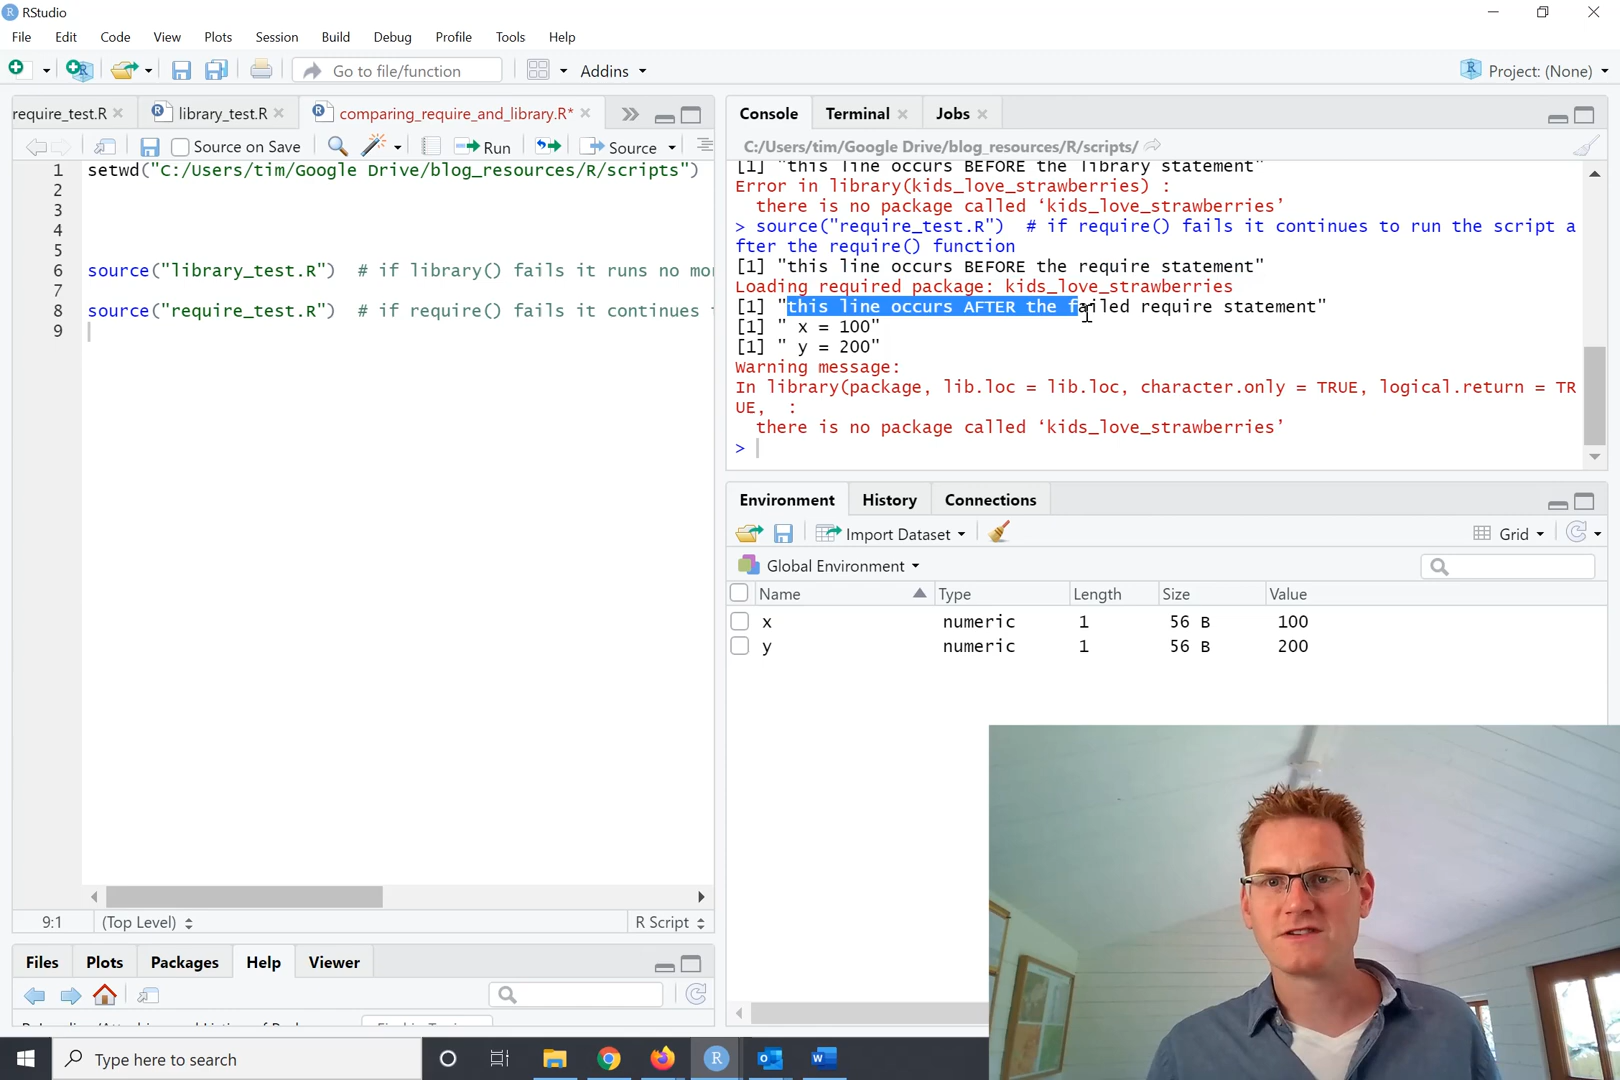 RStudio
File Edit Code View Plots Session Build Debug Profile Tools Help
Go to file/function Addins Project: (None)
require_test.R library_test.R comparing_require_and_library.R*
Source on Save Run Source
1 setwd("C:/Users/tim/Google Drive/blog_resources/R/scripts")
2
3
4
5
6 source("library_test.R") # if library() fails it runs no mo
7
8 source("require_test.R") # if require() fails it continues
9
9:1 (Top Level) R Script
Files Plots Packages Help Viewer
Console Terminal Jobs
C:/Users/tim/Google Drive/blog_resources/R/scripts/
[1] "this line occurs BEFORE the library statement"
Error in library(kids_love_strawberries) :
there is no package called ‘kids_love_strawberries’
> source("require_test.R") # if require() fails it continues to run the script a
fter the require() function
[1] "this line occurs BEFORE the require statement"
Loading required package: kids_love_strawberries
[1] "this line occurs AFTER the failed require statement"
[1] " x = 100"
[1] " y = 200"
Warning message:
In library(package, lib.loc = lib.loc, character.only = TRUE, logical.return = TR
UE, :
there is no package called ‘kids_love_strawberries’
>
Environment History Connections
Import Dataset Grid
Global Environment
Name Type Length Size Value
x numeric 1 56 B 100
y numeric 1 56 B 200
Type here to search